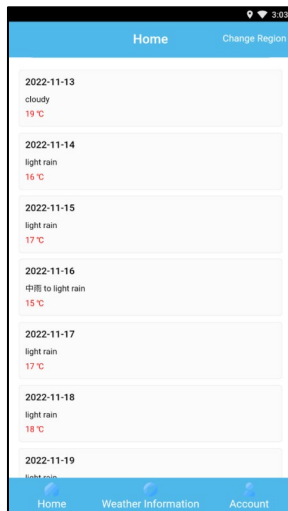 3:03
Home
Change Region
2022-11-13
cloudy
19 ℃
2022-11-14
light rain
16 ℃
2022-11-15
light rain
17 ℃
2022-11-16
中雨 to light rain
15 ℃
2022-11-17
light rain
17 ℃
2022-11-18
light rain
18 ℃
2022-11-19
light rain
Home
Weather Information
Account